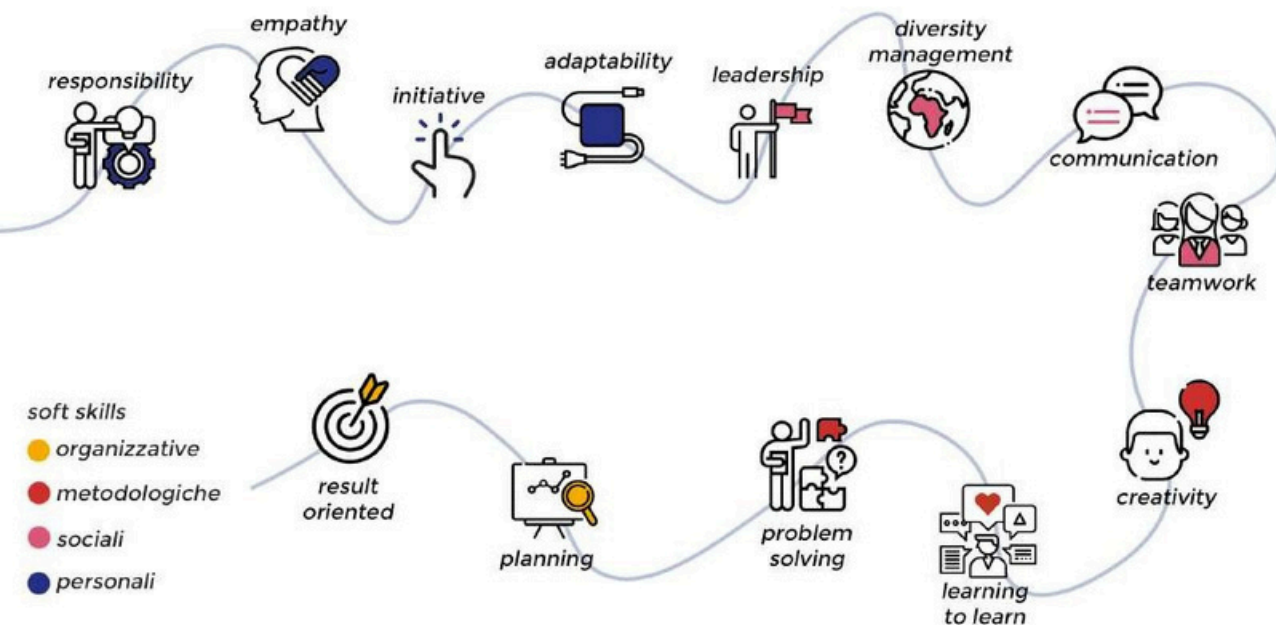 empathy
responsibility
initiative
adaptability
leadership
diversity
management
communication
teamwork
soft skills
organizzative
metodologiche
sociali
personali
result
oriented
planning
problem
solving
?
learning
to learn
creativity